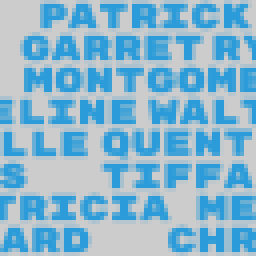 PATRICK
GARRET RY
MONTGOME
ELINE WALT
LLE QUENT
S TIFFA
TRICIA ME
ARD CHR